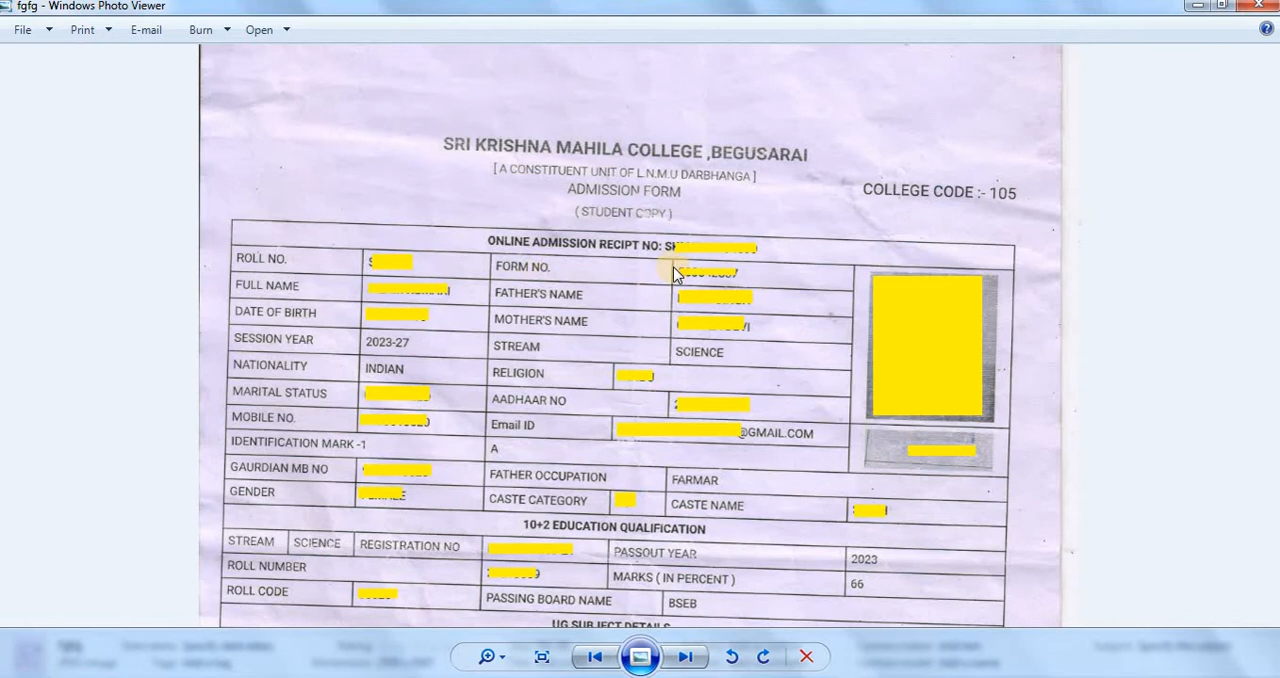 fgfg - Windows Photo Viewer
File Print E-mail Burn Open
SRI KRISHNA MAHILA COLLEGE ,BEGUSARAI
[ A CONSTITUENT UNIT OF L.N.M.U DARBHANGA ]
ADMISSION FORM
COLLEGE CODE :- 105
( STUDENT COPY )
ONLINE ADMISSION RECIPT NO:
ROLL NO. FORM NO.
FULL NAME FATHER'S NAME
DATE OF BIRTH MOTHER'S NAME
SESSION YEAR 2023-27 STREAM SCIENCE
NATIONALITY INDIAN RELIGION
MARITAL STATUS AADHAAR NO
MOBILE NO. Email ID @GMAIL.COM
IDENTIFICATION MARK -1 A
GAURDIAN MB NO FATHER OCCUPATION FARMAR
GENDER CASTE CATEGORY CASTE NAME
10+2 EDUCATION QUALIFICATION
STREAM SCIENCE REGISTRATION NO PASSOUT YEAR 2023
ROLL NUMBER MARKS ( IN PERCENT ) 66
ROLL CODE PASSING BOARD NAME BSEB
UG SUBJECT DETAILS